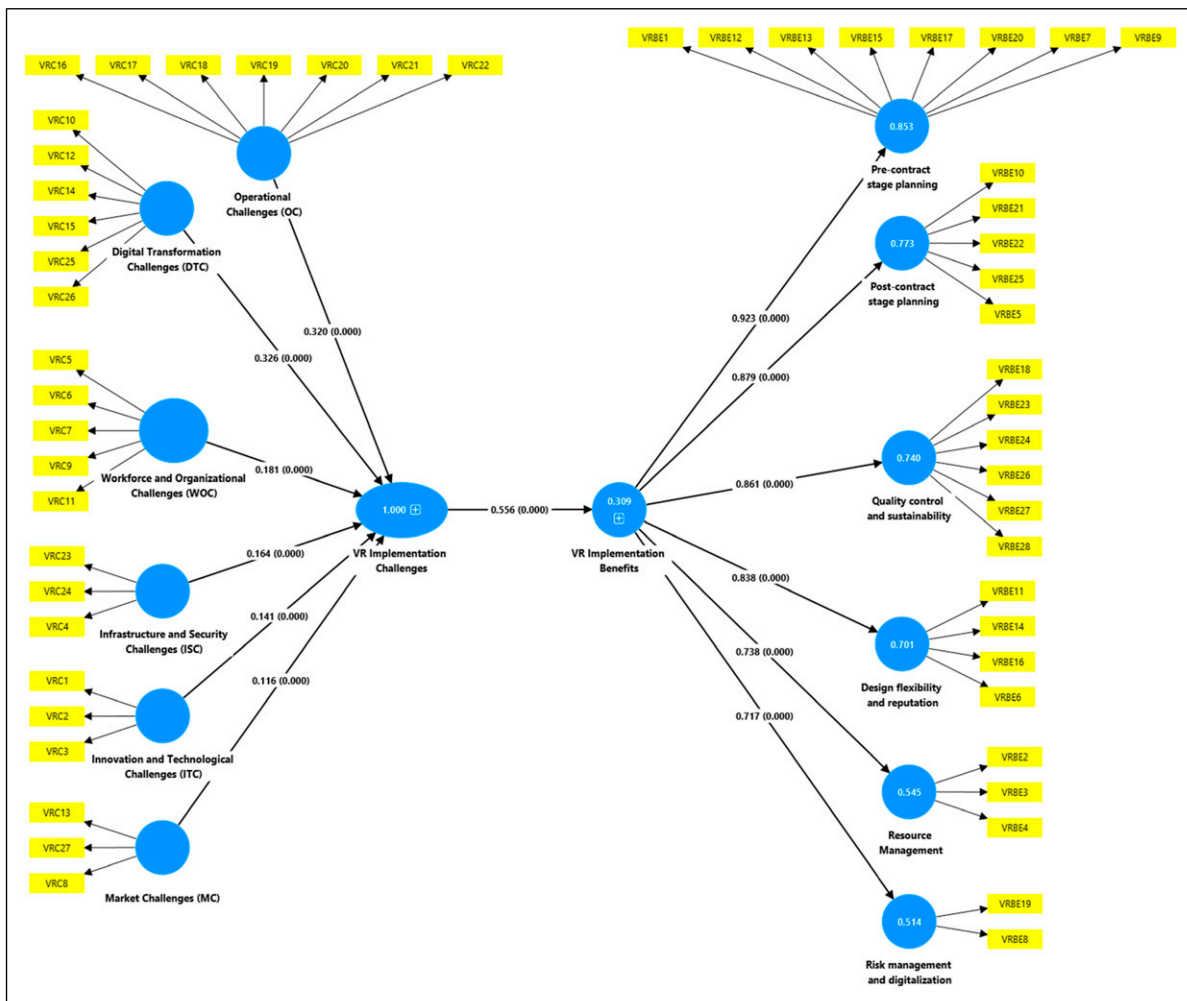 VRBE1 VRBE12 VRBE13 VRBE15 VRBE17 VRBE20 VRBE7 VRBE9
VRC16 VRC17 VRC18 VRC19 VRC20 VRC21 VRC22
VRC10
VRC12
VRC14
VRC15
VRC25
VRC26
Operational
Challenges (OC)
Digital Transformation
Challenges (DTC)
0.853
Pre-contract
stage planning
0.773
Post-contract
stage planning
VRBE10
VRBE21
VRBE22
VRBE25
VRBE5
0.320 (0.000)
0.326 (0.000)
0.923 (0.000)
0.879 (0.000)
VRC5
VRC6
VRC7
VRC9
VRC11
Workforce and Organizational
Challenges (WOC)
0.181 (0.000)
0.861 (0.000)
0.740
Quality control
and sustainability
VRBE18
VRBE23
VRBE24
VRBE26
VRBE27
VRBE28
1.000
VR Implementation
Challenges
0.556 (0.000)
0.309
VR Implementation
Benefits
VRC23
VRC24
VRC4
Infrastructure and Security
Challenges (ISC)
0.164 (0.000)
0.141 (0.000)
0.116 (0.000)
0.838 (0.000)
0.738 (0.000)
0.717 (0.000)
0.701
Design flexibility
and reputation
VRBE11
VRBE14
VRBE16
VRBE6
VRC1
VRC2
VRC3
Innovation and Technological
Challenges (ITC)
0.545
Resource
Management
VRBE2
VRBE3
VRBE4
VRC13
VRC27
VRC8
Market Challenges (MC)
0.514
Risk management
and digitalization
VRBE19
VRBE8